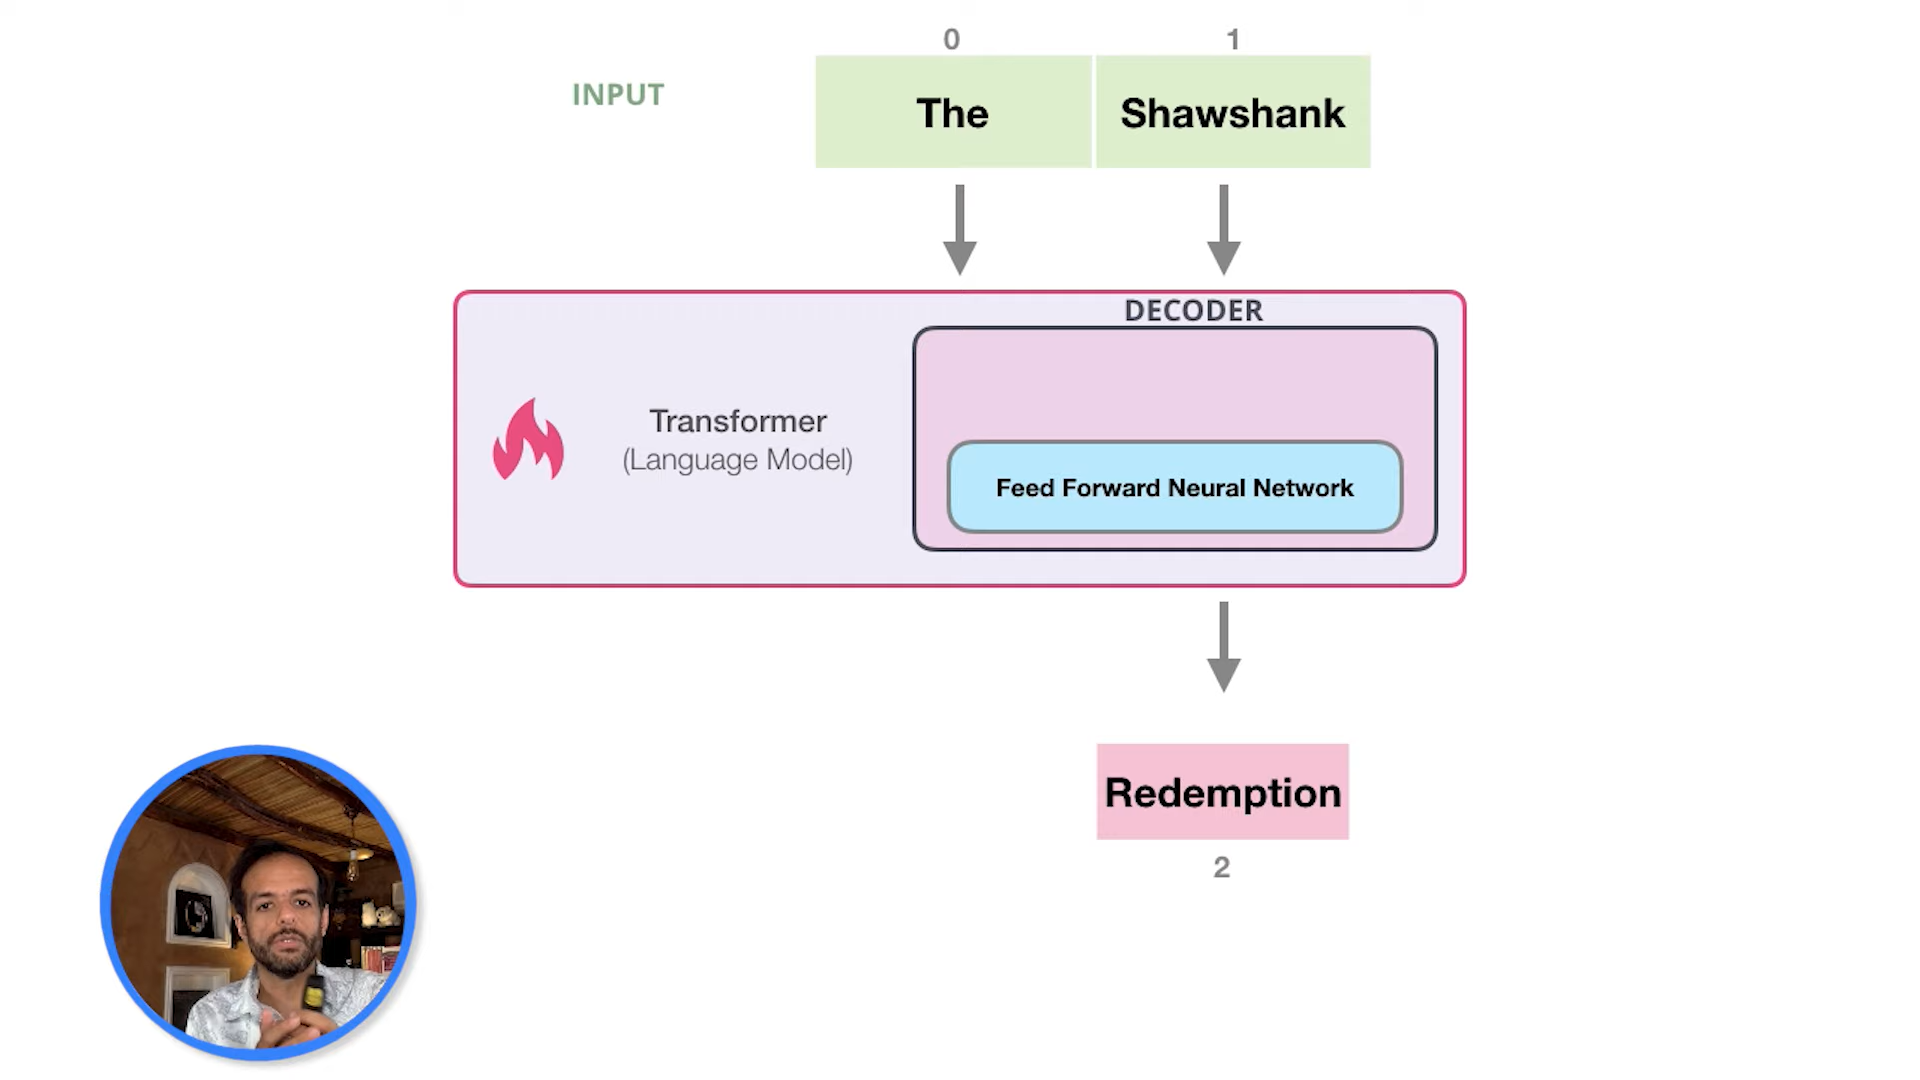 0 1
INPUT The Shawshank
DECODER
Transformer
(Language Model)
Feed Forward Neural Network
Redemption
2